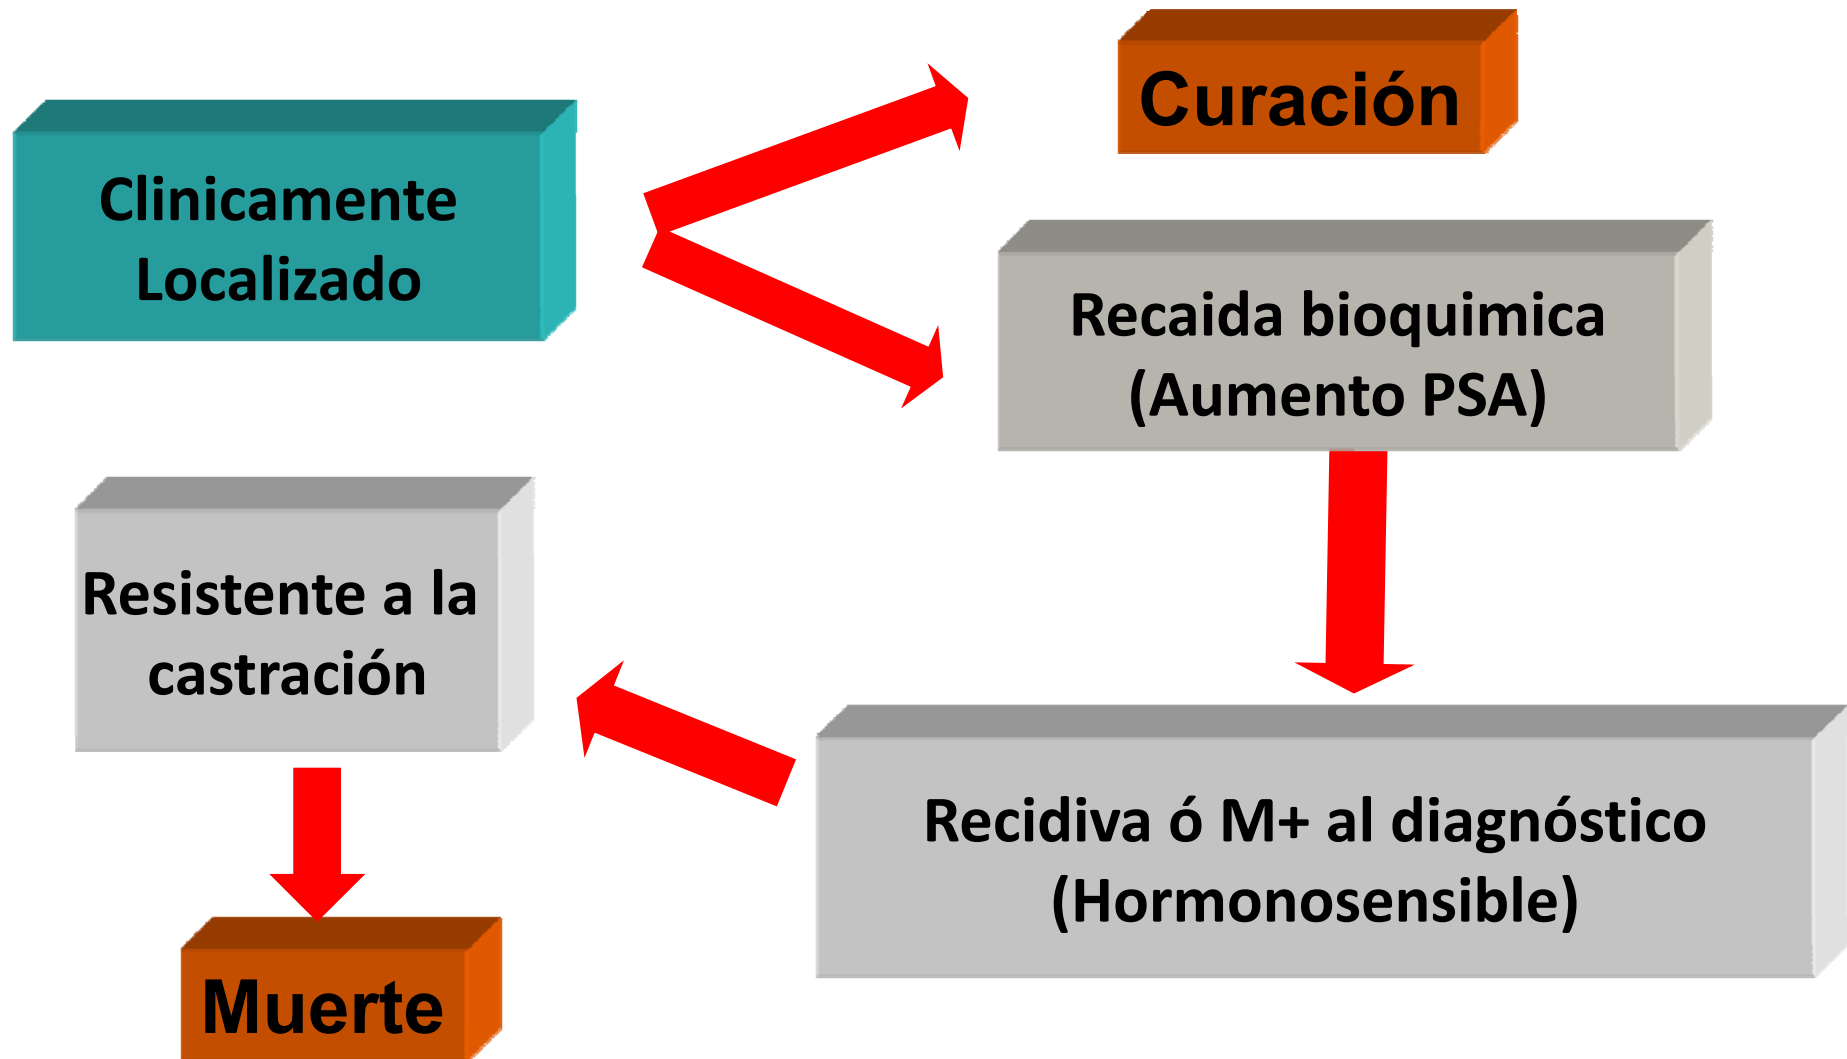 Curación
Clinicamente
Localizado
Recaida bioquimica
(Aumento PSA)
Resistente a la
castración
Recidiva ó M+ al diagnóstico
(Hormonosensible)
Muerte